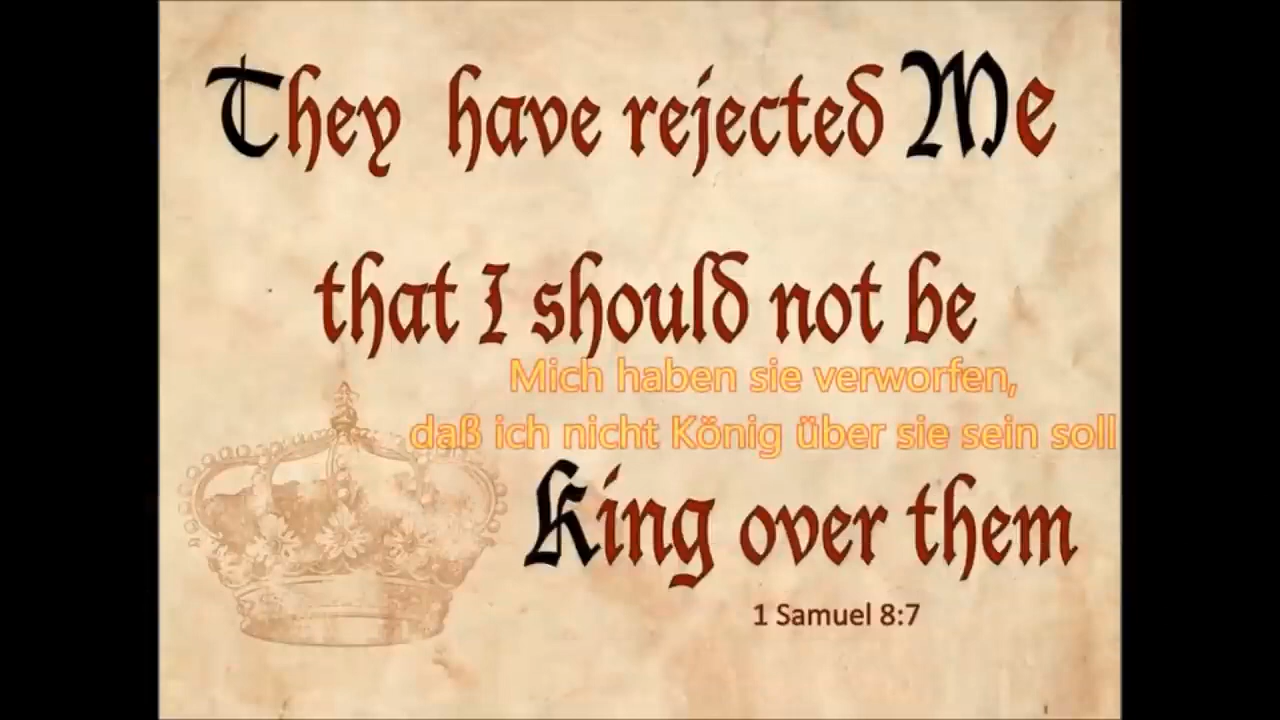 They have rejected Me
that I should not be
Mich haben sie verworfen,
daß ich nicht König über sie sein soll
King over them
1 Samuel 8:7